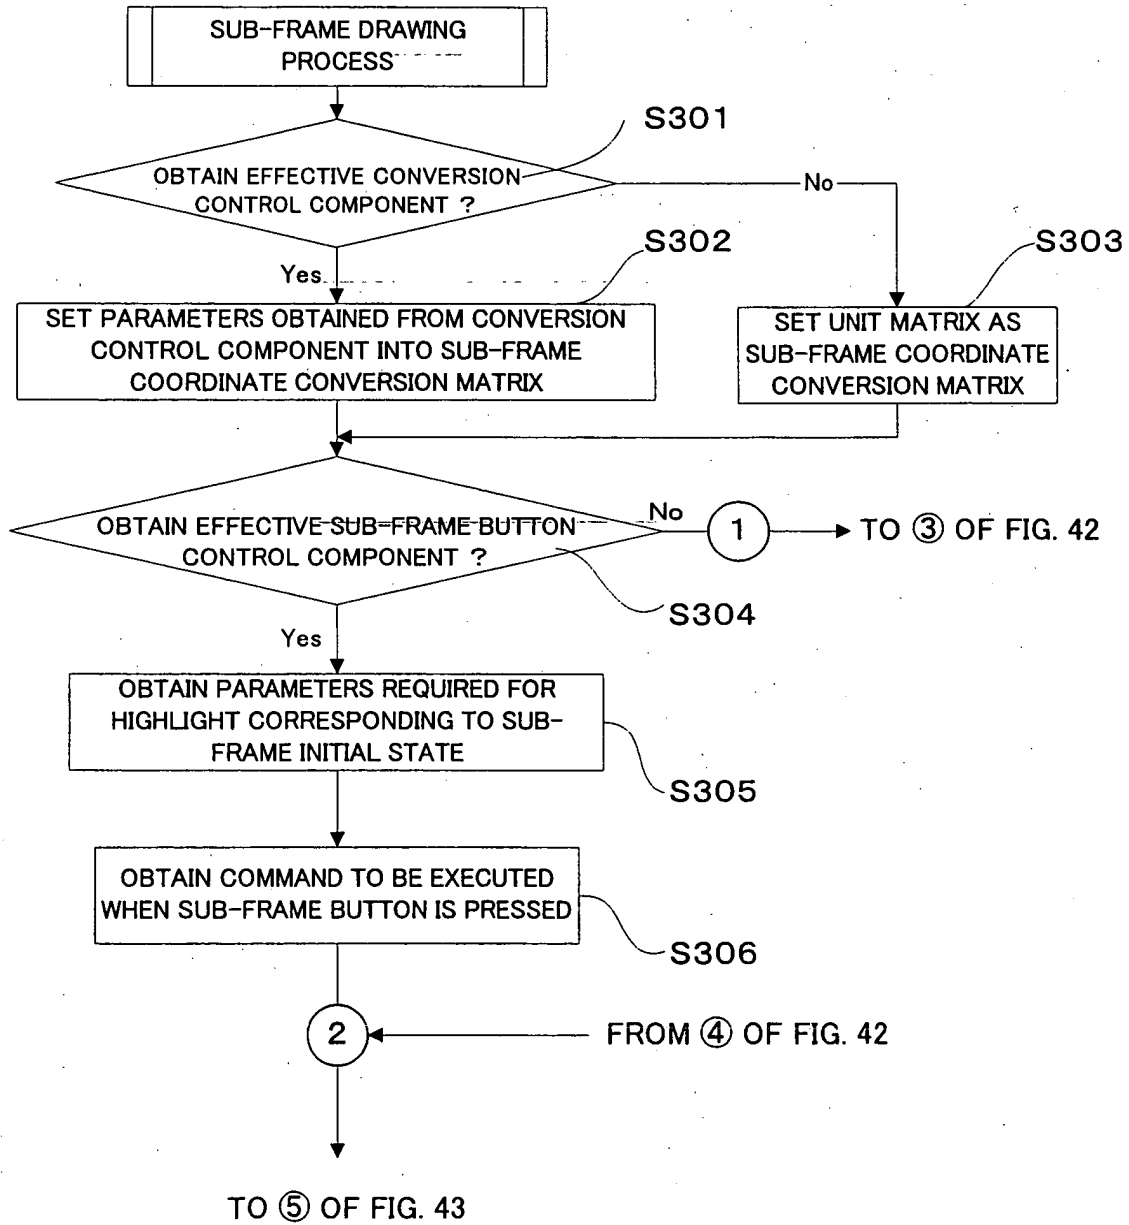 SUB-FRAME DRAWING
PROCESS
S301
OBTAIN EFFECTIVE CONVERSION
CONTROL COMPONENT ?
No
Yes
S302
S303
SET PARAMETERS OBTAINED FROM CONVERSION
CONTROL COMPONENT INTO SUB-FRAME
COORDINATE CONVERSION MATRIX
SET UNIT MATRIX AS
SUB-FRAME COORDINATE
CONVERSION MATRIX
OBTAIN EFFECTIVE SUB-FRAME BUTTON
CONTROL COMPONENT ?
No
1
TO ③ OF FIG. 42
S304
Yes
OBTAIN PARAMETERS REQUIRED FOR
HIGHLIGHT CORRESPONDING TO SUB-
FRAME INITIAL STATE
S305
OBTAIN COMMAND TO BE EXECUTED
WHEN SUB-FRAME BUTTON IS PRESSED
S306
2
FROM ④ OF FIG. 42
TO ⑤ OF FIG. 43